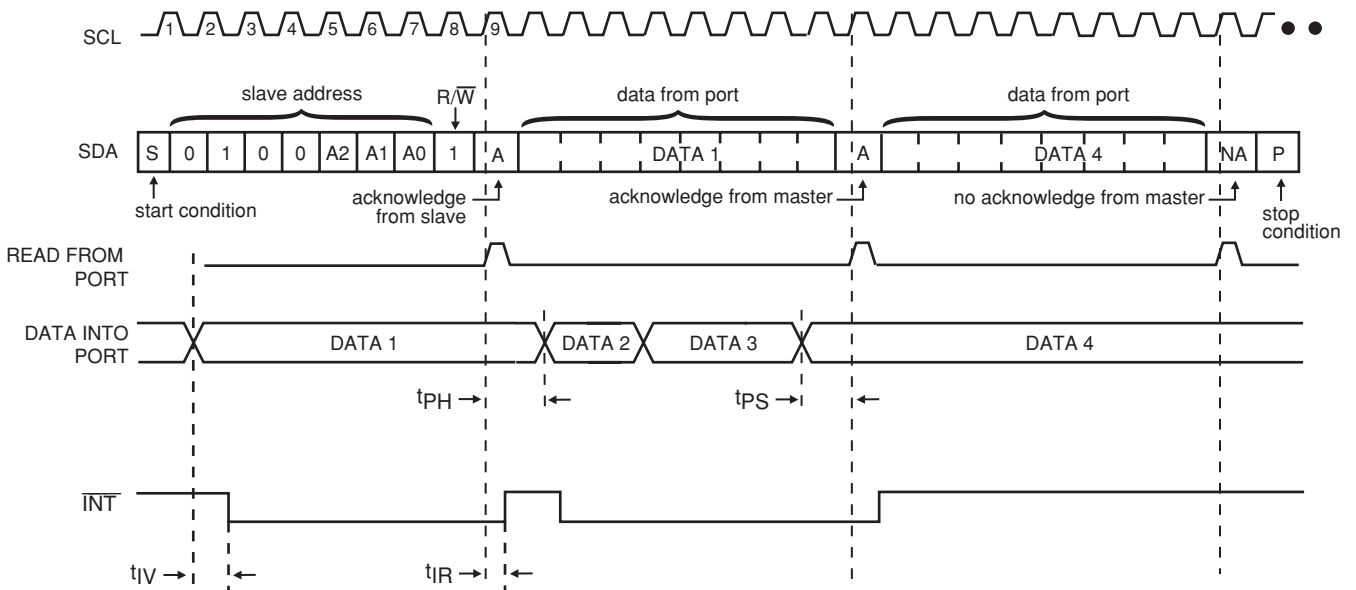 SCL 1 2 3 4 5 6 7 8 9
slave address R/W̅ data from port data from port
SDA S 0 1 0 0 A2 A1 A0 1 A DATA 1 A DATA 4 NA P
start condition acknowledge from slave acknowledge from master no acknowledge from master stop condition
READ FROM
PORT
DATA INTO
PORT
DATA 1 DATA 2 DATA 3 DATA 4
tPH tPS
I̅N̅T̅
tIV tIR